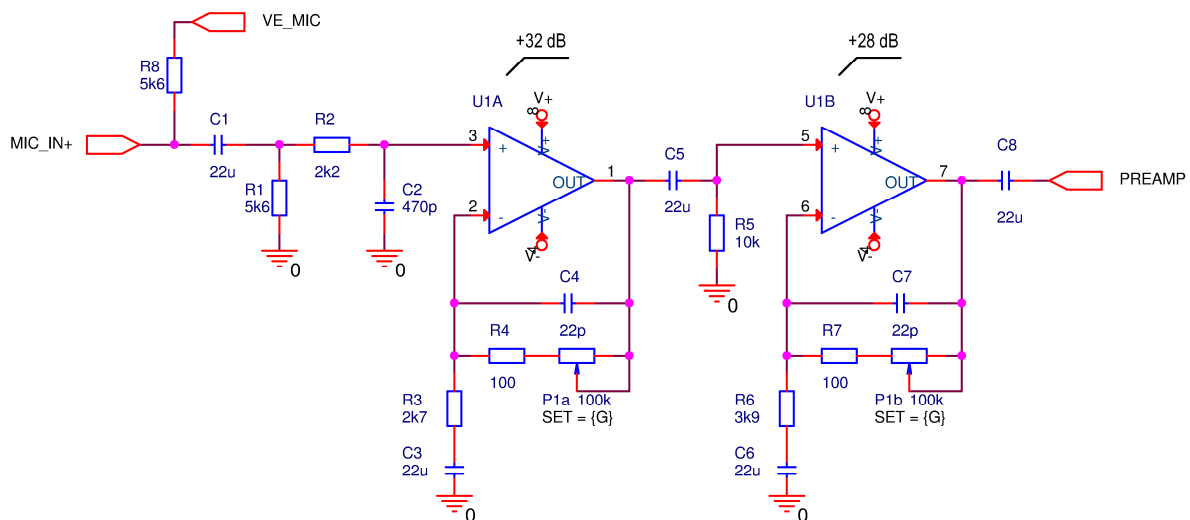 VE_MIC
+32 dB
+28 dB
R8
5k6
U1A
V+
8
V+
U1B
V+
8
V+
MIC_IN+
C1
22u
R2
2k2
3
+
1
OUT
C5
22u
5
+
7
OUT
C8
22u
PREAMP
R1
5k6
C2
470p
2
-
V-
4
V-
R5
10k
6
-
V-
4
V-
0
0
0
C4
22p
C7
22p
R4
100
P1a 100k
SET = {G}
R7
100
P1b 100k
SET = {G}
R3
2k7
R6
3k9
C3
22u
C6
22u
0
0